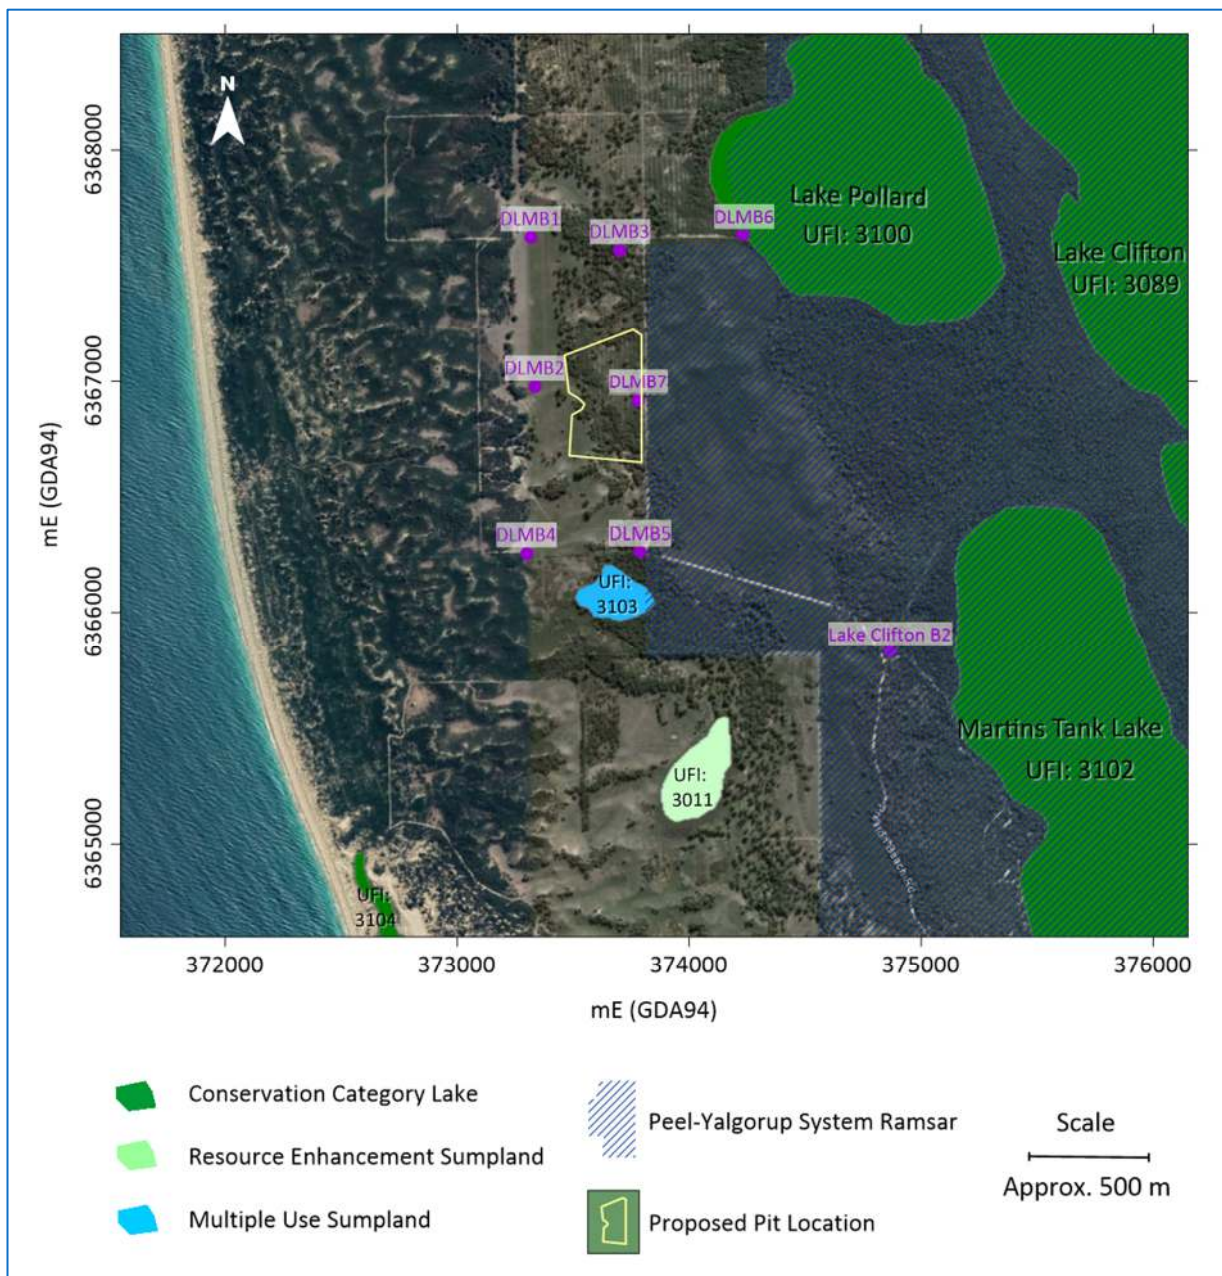 N
6368000
6367000
6366000
6365000
mE (GDA94)
DLMB1
DLMB3
DLMB6
Lake Pollard
UFI: 3100
Lake Clifton
UFI: 3089
DLMB2
DLMB7
DLMB4
DLMB5
UFI:
3103
Lake Clifton B2
Martins Tank Lake
UFI: 3102
UFI:
3011
UFI:
3104
372000
373000
374000
375000
376000
mE (GDA94)
Conservation Category Lake
Resource Enhancement Sumpland
Multiple Use Sumpland
Peel-Yalgorup System Ramsar
Proposed Pit Location
Scale
Approx. 500 m